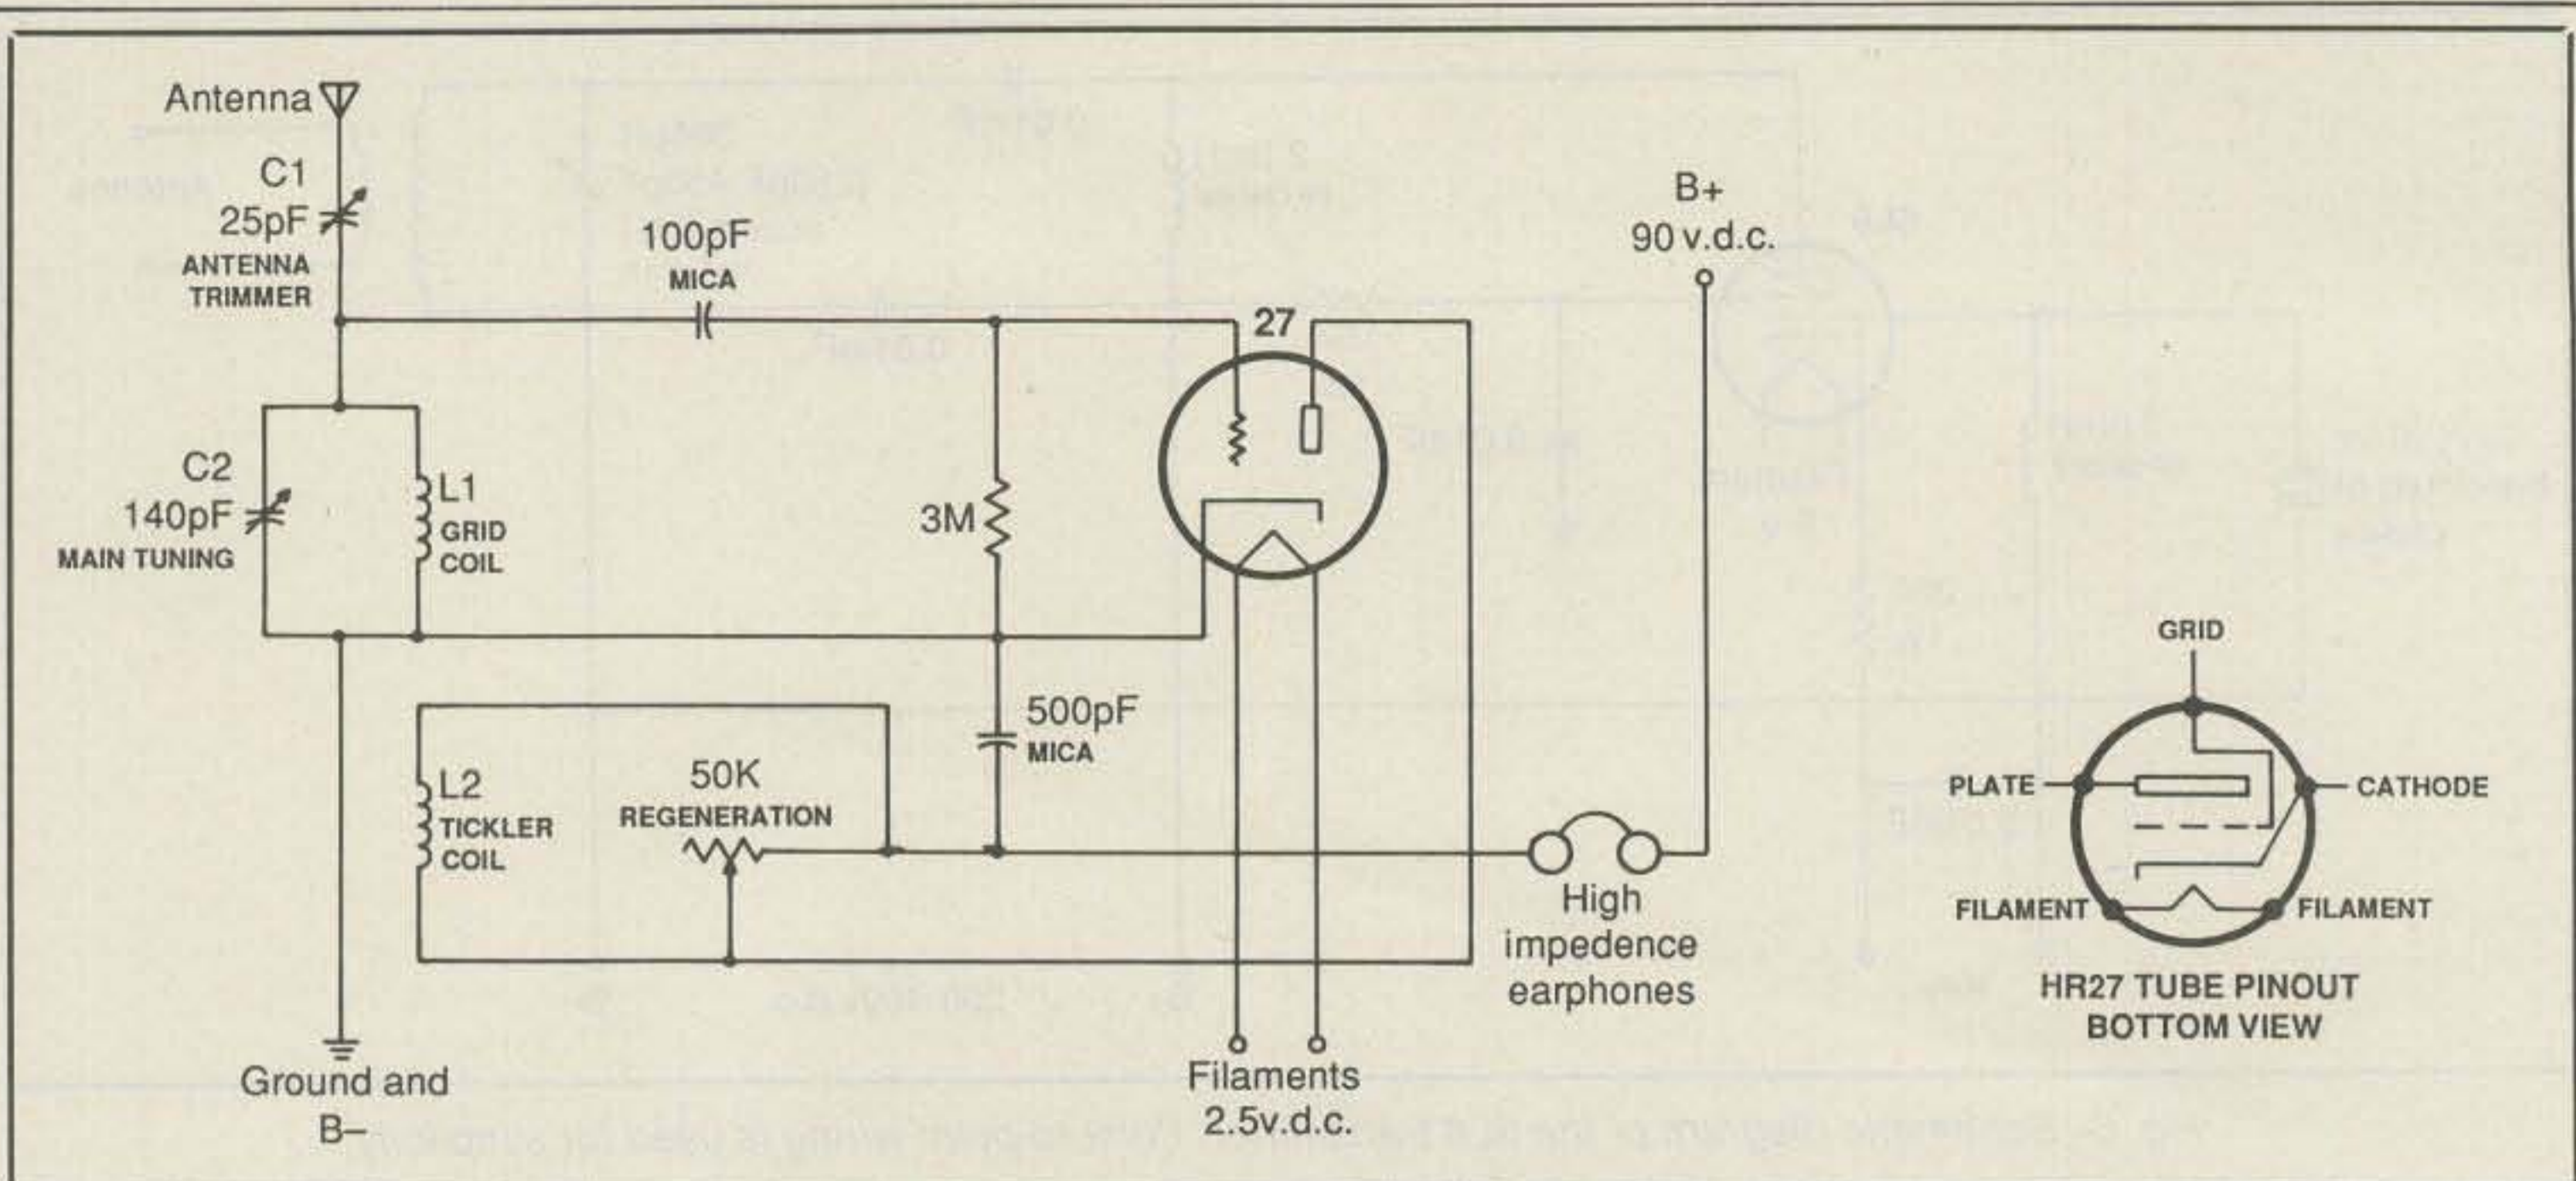 Antenna
C1
25pF
ANTENNA
TRIMMER
100pF
MICA
B+
90 v.d.c.
27
C2
140pF
MAIN TUNING
L1
GRID
COIL
3M
500pF
MICA
L2
TICKLER
COIL
50K
REGENERATION
High
impedence
earphones
Ground and
B–
Filaments
2.5v.d.c.
GRID
PLATE
CATHODE
FILAMENT
FILAMENT
HR27 TUBE PINOUT
BOTTOM VIEW